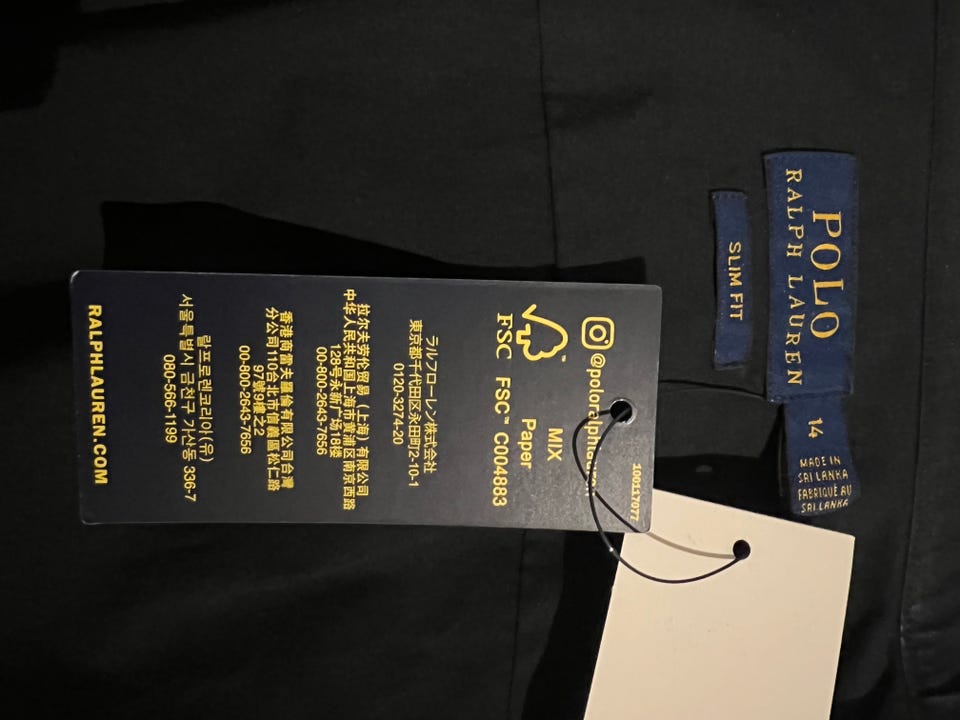 POLO
RALPH LAUREN
SLIM FIT
14
MADE IN
SRI LANKA
FABRIQUÉ AU
SRI LANKA
100117077
@poloralphlauren
FSC
MIX
Paper
FSC™ C004883
ラルフローレン株式会社
東京都千代田区永田町2-10-1
0120-3274-20
拉尔夫劳伦贸易（上海）有限公司
中华人民共和国上海市黄浦区南京西路
128号永新广场18楼
00-800-2643-7656
香港商雷夫羅倫有限公司台灣
分公司110台北市信義區松仁路
97號9樓之2
00-800-2643-7656
랄프로렌코리아(유)
서울특별시 금천구 가산동 336-7
080-566-1199
RALPHLAUREN.COM